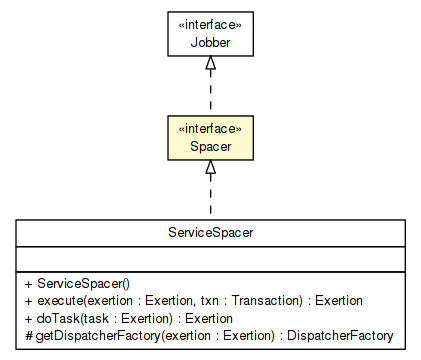 «interface»
Jobber
«interface»
Spacer
ServiceSpacer
+ ServiceSpacer()
+ execute(exertion : Exertion, txn : Transaction) : Exertion
+ doTask(task : Exertion) : Exertion
# getDispatcherFactory(exertion : Exertion) : DispatcherFactory